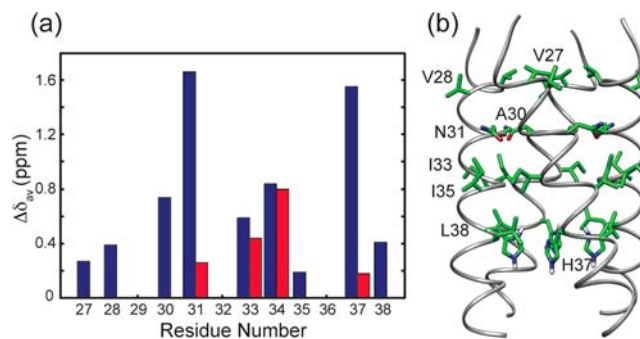 (a)
Δδav (ppm)
1.6
1.2
0.8
0.4
0
27 28 29 30 31 32 33 34 35 36 37 38
Residue Number
(b)
V27
V28
A30
N31
I33
I35
L38
H37